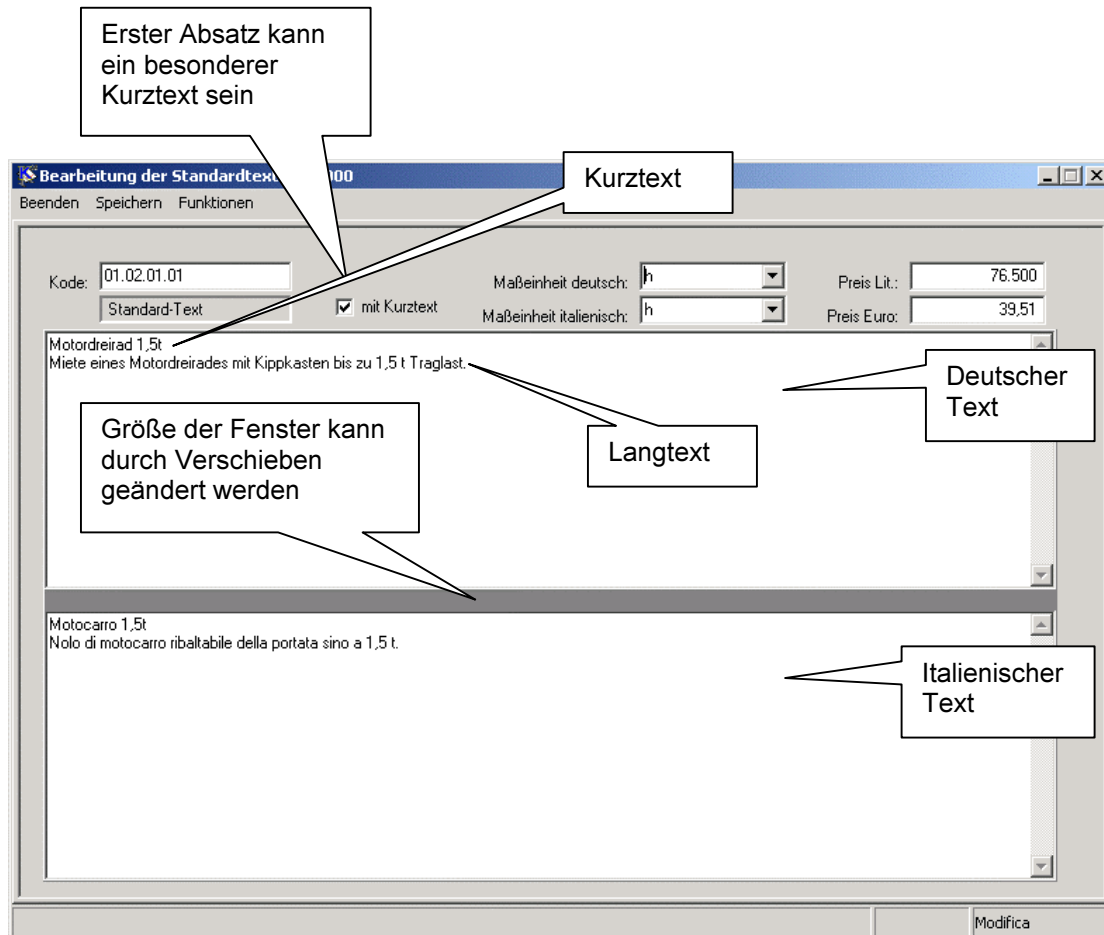 Erster Absatz kann
ein besonderer
Kurztext sein
Bearbeitung der Standardtext 000
Kurztext
Beenden Speichern Funktionen
Kode: 01.02.01.01 Maßeinheit deutsch: h Preis Lit.: 76.500
Standard-Text mit Kurztext Maßeinheit italienisch: h Preis Euro: 39,51
Motordreirad 1,5t
Miete eines Motordreirades mit Kippkasten bis zu 1,5 t Traglast.
Deutscher
Text
Größe der Fenster kann
durch Verschieben
geändert werden
Langtext
Motocarro 1,5t
Nolo di motocarro ribaltabile della portata sino a 1,5 t.
Italienischer
Text
Modifica